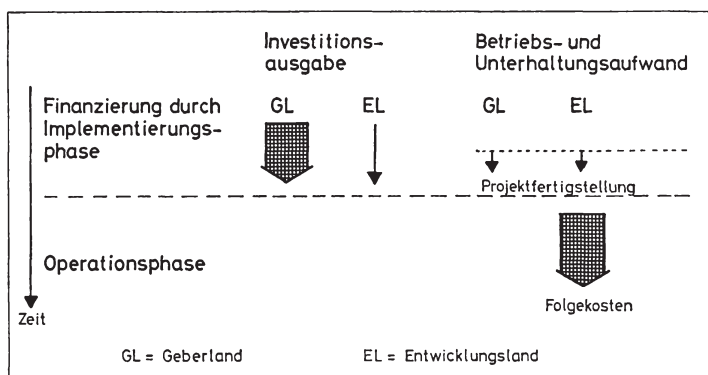 Investitions-
ausgabe
Betriebs- und
Unterhaltungsaufwand
Finanzierung durch
Implementierungs-
phase
GL
EL
GL
EL
Projektfertigstellung
Operationsphase
Folgekosten
Zeit
GL = Geberland
EL = Entwicklungsland